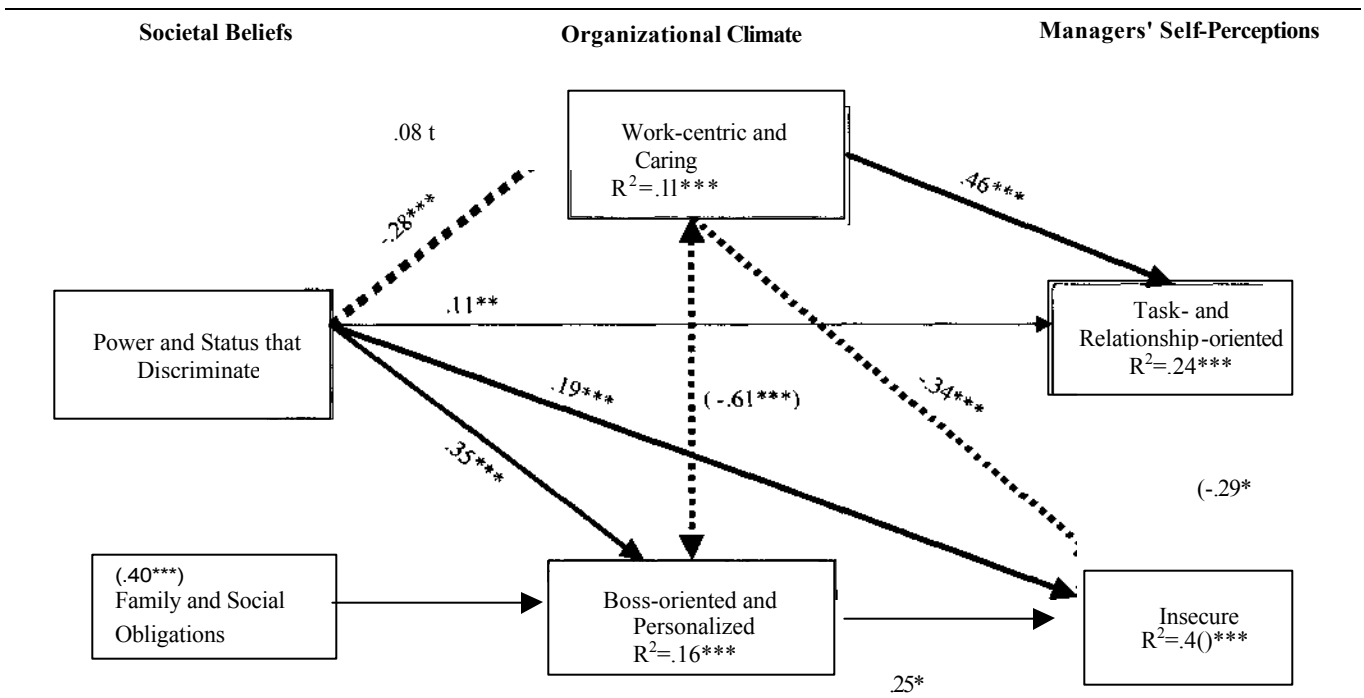 Societal Beliefs
Organizational Climate
Managers' Self-Perceptions
.08 t
Work-centric and
Caring
R²=.11***
-.28***
.46***
.11**
Power and Status that
Discriminate
Task- and
Relationship-oriented
R²=.24***
.19***
(-.61***)
-.34***
.35***
(-.29*
(.40***)
Family and Social
Obligations
Boss-oriented and
Personalized
R²=.16***
Insecure
R²=.4()***
.25*